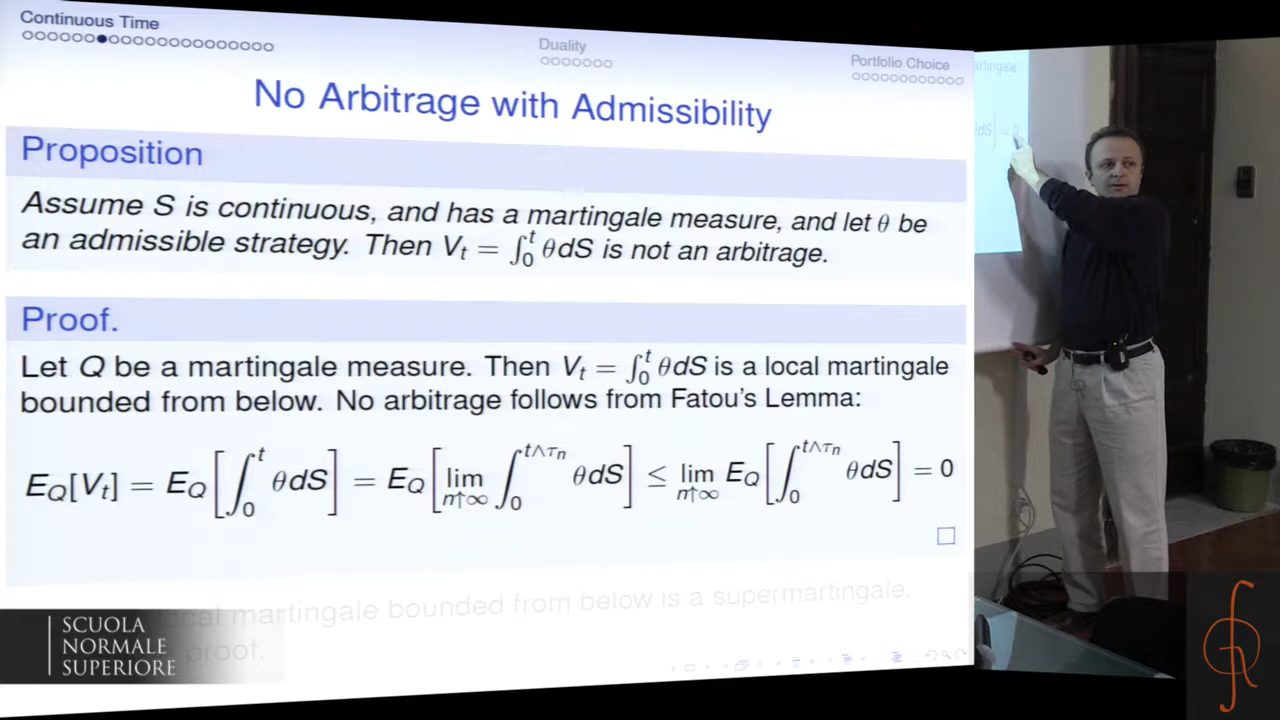 Continuous Time
Duality
Portfolio Choice
No Arbitrage with Admissibility
Proposition
Assume S is continuous, and has a martingale measure, and let θ be
an admissible strategy. Then V_t = ∫_0^t θdS is not an arbitrage.
Proof.
Let Q be a martingale measure. Then V_t = ∫_0^t θdS is a local martingale
bounded from below. No arbitrage follows from Fatou's Lemma:
E_Q[V_t] = E_Q[∫_0^t θdS] = E_Q[lim_{n↑∞} ∫_0^{t∧τ_n} θdS] ≤ lim_{n↑∞} E_Q[∫_0^{t∧τ_n} θdS] = 0
□
martingale bounded from below is a supermartingale.
proof.
SCUOLA
NORMALE
SUPERIORE
artingale
dS] =